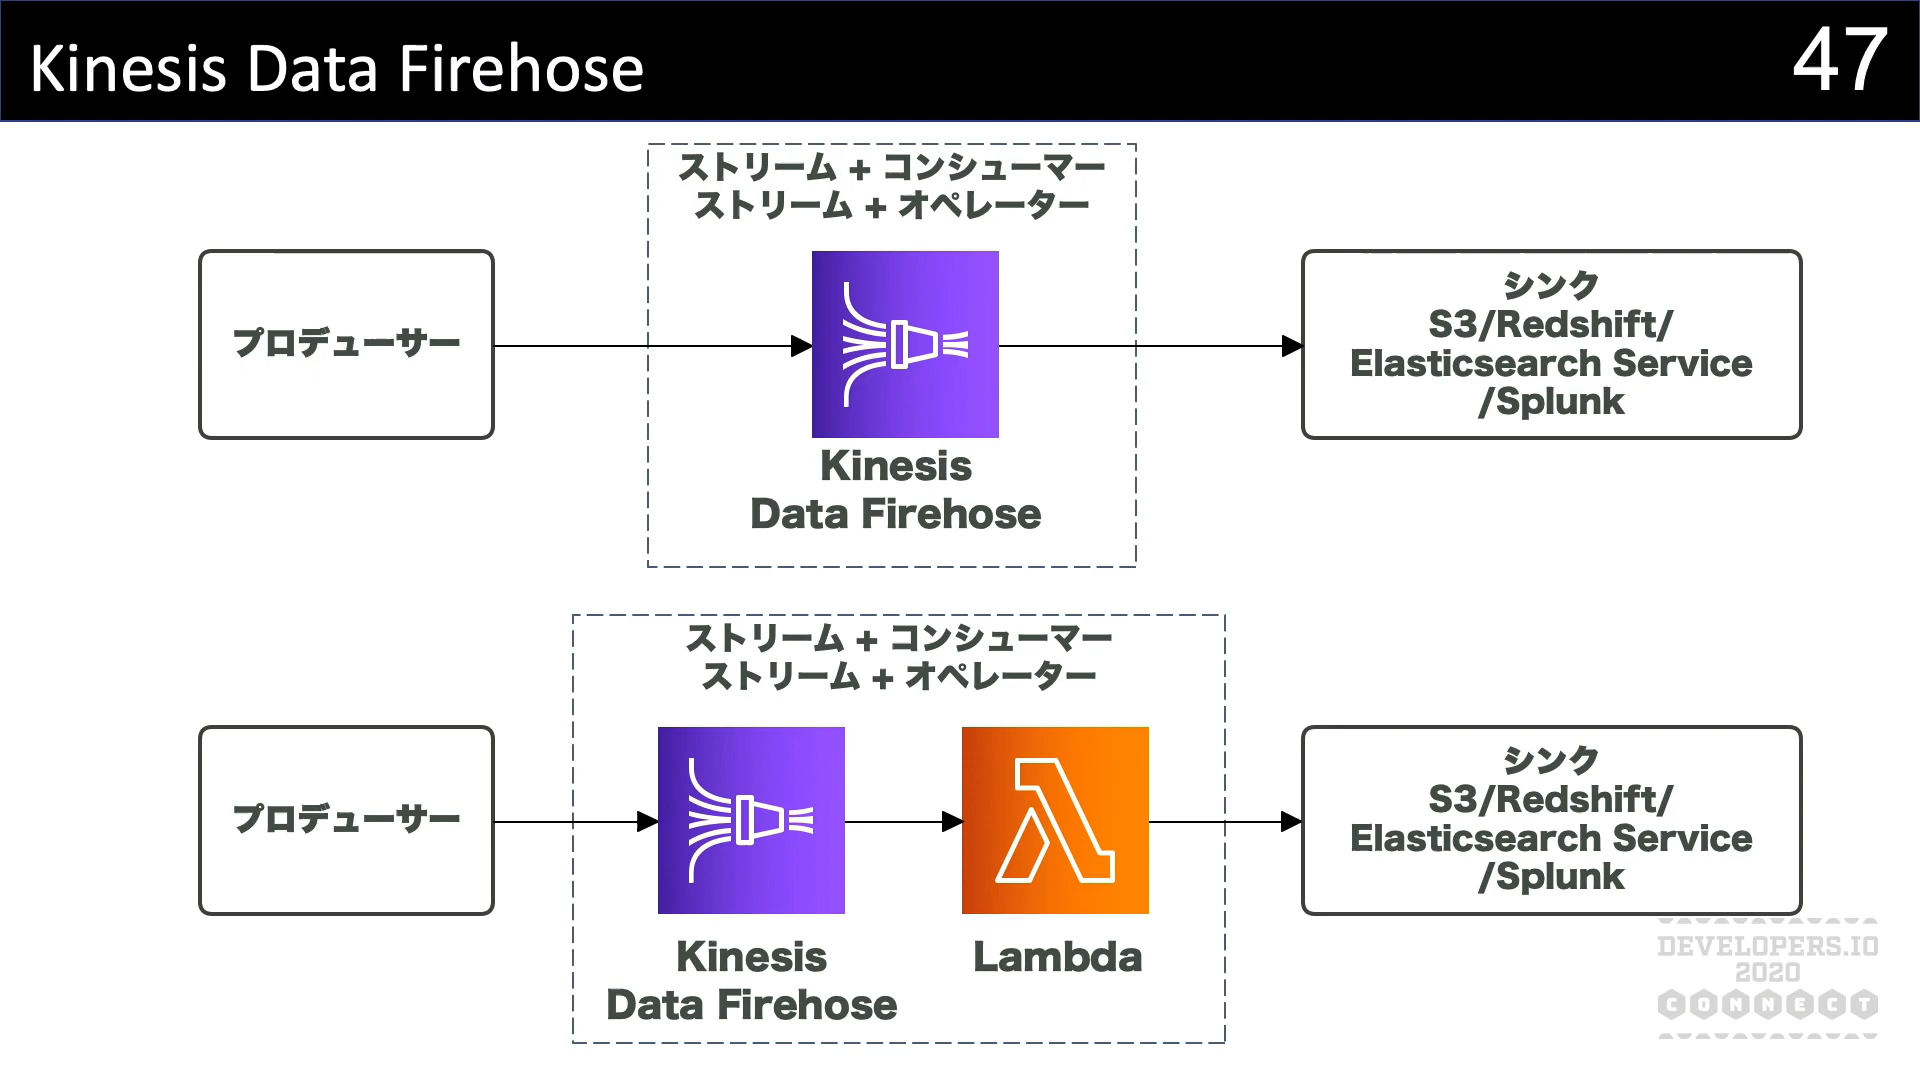 Kinesis Data Firehose
47
ストリーム + コンシューマー
ストリーム + オペレーター
プロデューサー
Kinesis
Data Firehose
シンク
S3/Redshift/
Elasticsearch Service
/Splunk
ストリーム + コンシューマー
ストリーム + オペレーター
プロデューサー
Kinesis
Data Firehose
Lambda
シンク
S3/Redshift/
Elasticsearch Service
/Splunk
DEVELOPERS.IO
2020
CONNECT